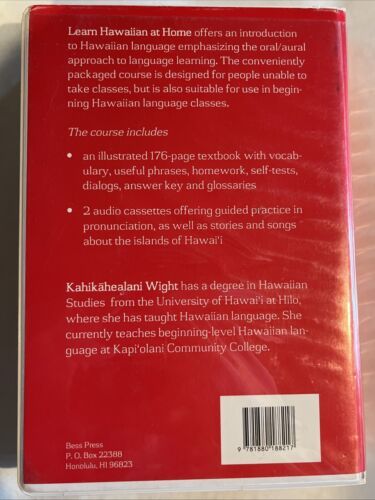 Learn Hawaiian at Home offers an introduction
to Hawaiian language emphasizing the oral/aural
approach to language learning. The conveniently
packaged course is designed for people unable to
take classes, but is also suitable for use in begin-
ning Hawaiian language classes.
The course includes
• an illustrated 176-page textbook with vocab-
ulary, useful phrases, homework, self-tests,
dialogs, answer key and glossaries
• 2 audio cassettes offering guided practice in
pronunciation, as well as stories and songs
about the islands of Hawaiʻi
Kahikāhealani Wight has a degree in Hawaiian
Studies from the University of Hawaiʻi at Hilo,
where she has taught Hawaiian language. She
currently teaches beginning-level Hawaiian lan-
guage at Kapiʻolani Community College.
Bess Press
P. O. Box 22388
Honolulu, HI 96823
9 781880 188217